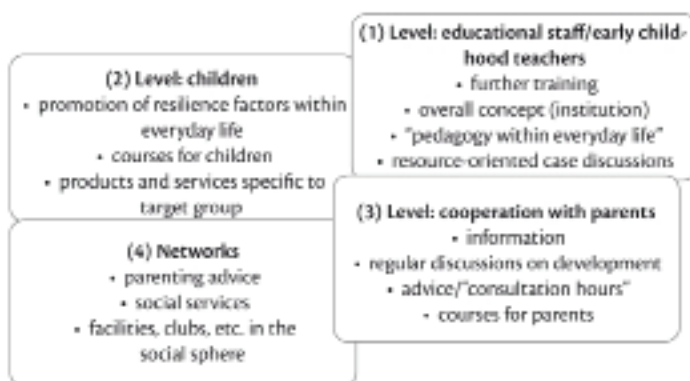 (1) Level: educational staff/early child-
hood teachers
• further training
• overall concept (institution)
• "pedagogy within everyday life"
• resource-oriented case discussions
(2) Level: children
• promotion of resilience factors within
everyday life
• courses for children
• products and services specific to
target group
(3) Level: cooperation with parents
• information
• regular discussions on development
• advice/"consultation hours"
• courses for parents
(4) Networks
• parenting advice
• social services
• facilities, clubs, etc. in the
social sphere